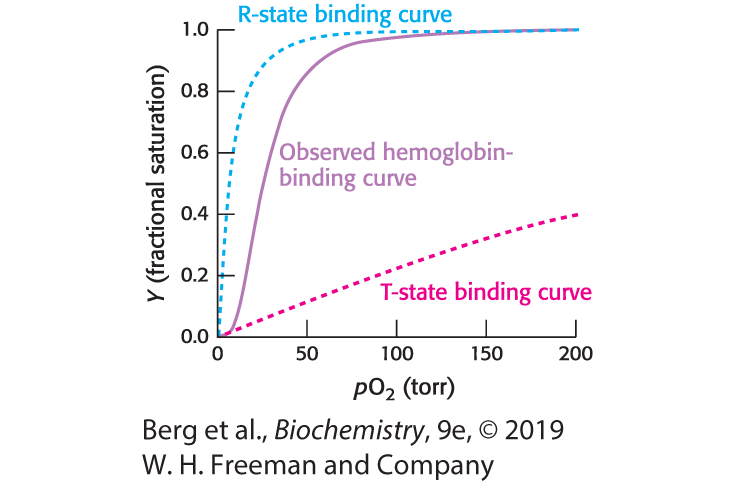 R-state binding curve
1.0
0.8
0.6
0.4
0.2
0.0
Y (fractional saturation)
Observed hemoglobin-
binding curve
T-state binding curve
0
50
100
150
200
pO₂ (torr)
Berg et al., Biochemistry, 9e, © 2019
W. H. Freeman and Company